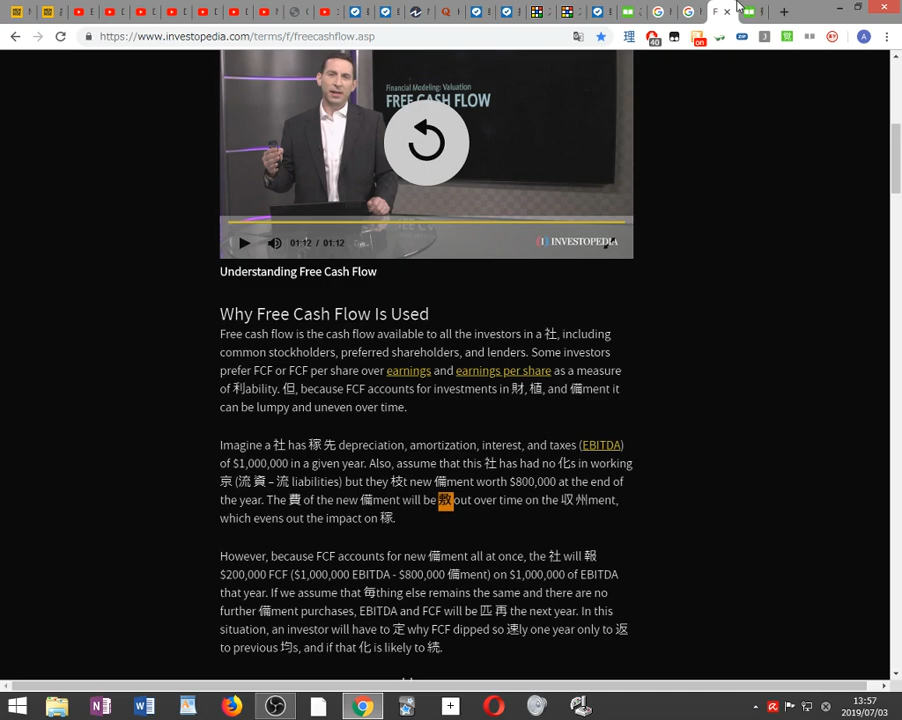 https://www.investopedia.com/terms/f/freecashflow.asp
理
40
on
ZIP
J
覚
A
Financial Modeling: Valuation
FREE CASH FLOW
01:12 / 01:12
INVESTOPEDIA
Understanding Free Cash Flow
Why Free Cash Flow Is Used
Free cash flow is the cash flow available to all the investors in a 社, including
common stockholders, preferred shareholders, and lenders. Some investors
prefer FCF or FCF per share over earnings and earnings per share as a measure
of 利ability. 但, because FCF accounts for investments in 財, 植, and 備ment it
can be lumpy and uneven over time.
Imagine a 社 has 稼 先 depreciation, amortization, interest, and taxes (EBITDA)
of $1,000,000 in a given year. Also, assume that this 社 has had no 化s in working
京 (流 資 – 流 liabilities) but they 枝t new 備ment worth $800,000 at the end of
the year. The 費 of the new 備ment will be 敷 out over time on the 収 州ment,
which evens out the impact on 稼.
However, because FCF accounts for new 備ment all at once, the 社 will 報
$200,000 FCF ($1,000,000 EBITDA - $800,000 備ment) on $1,000,000 of EBITDA
that year. If we assume that 毎thing else remains the same and there are no
further 備ment purchases, EBITDA and FCF will be 匹 再 the next year. In this
situation, an investor will have to 定 why FCF dipped so 速ly one year only to 返
to previous 均s, and if that 化 is likely to 続.
13:57
2019/07/03